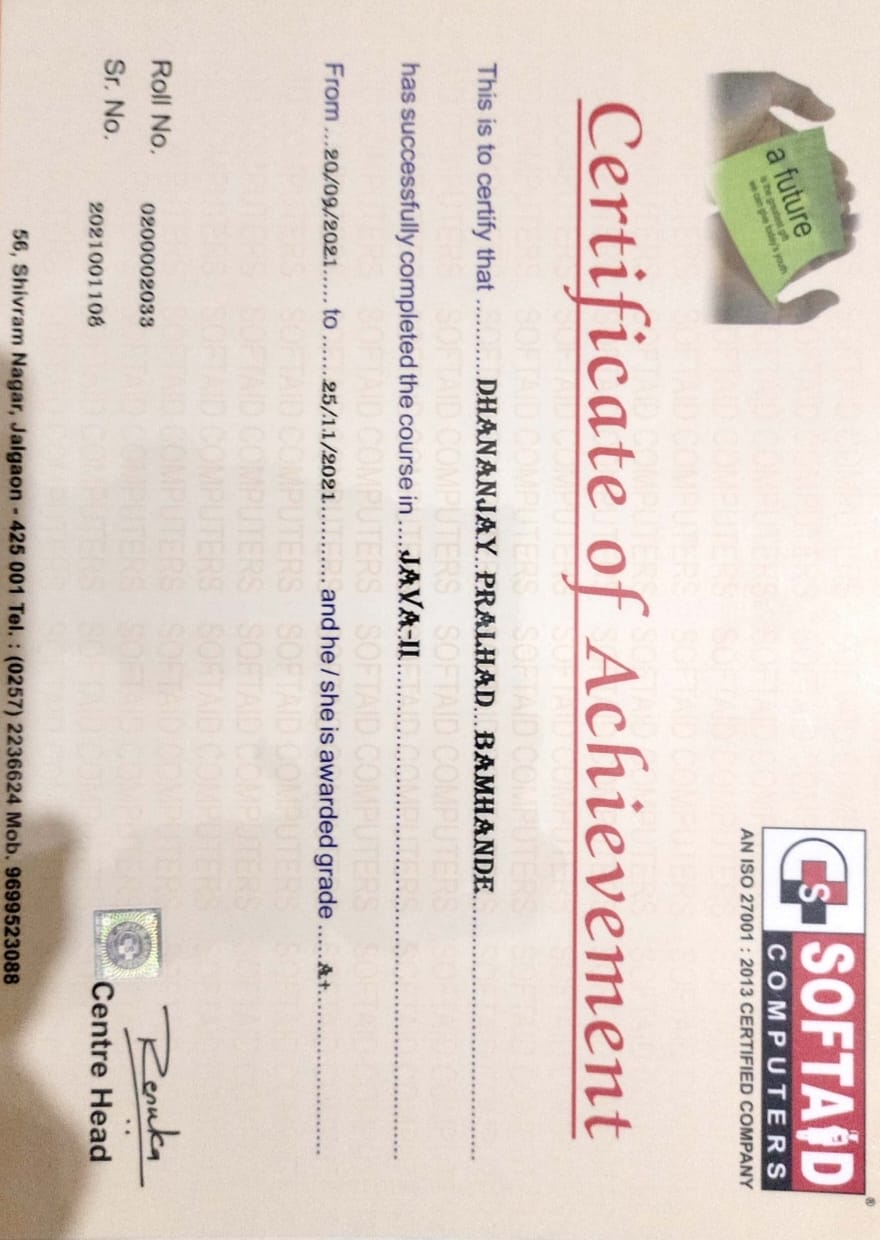 a future
is the greatest gift
we can give today's youth
CS
SOFTAID®
COMPUTERS
AN ISO 27001 : 2013 CERTIFIED COMPANY
Certificate of Achievement
This is to certify that ..........DHANANJAY PRALHAD BAMHANDE..........
has successfully completed the course in ....JAVA-II..........
From ...20/09/2021..... to ......25/11/2021............ and he / she is awarded grade .....A+..........
Roll No. 0200002033
Sr. No. 2021001108
Renuka
Centre Head
56, Shivram Nagar, Jalgaon - 425 001 Tel. : (0257) 2236624 Mob. 9699523088